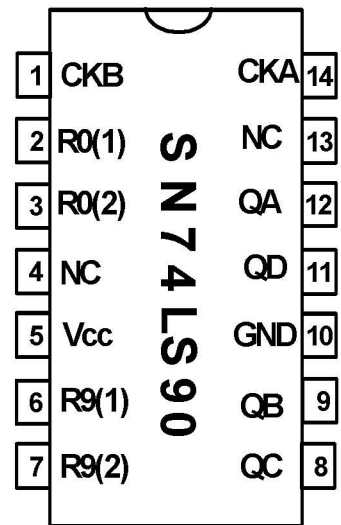 1 CKB CKA 14
2 R0(1) NC 13
3 R0(2) QA 12
4 NC QD 11
5 Vcc GND 10
6 R9(1) QB 9
7 R9(2) QC 8
SN74LS90